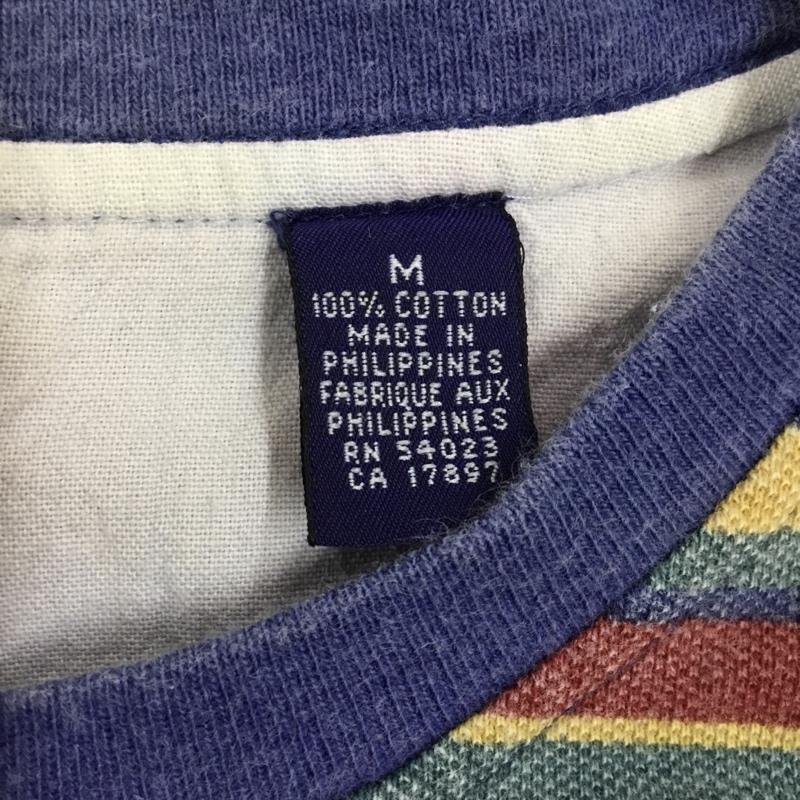 M
100% COTTON
MADE IN
PHILIPPINES
FABRIQUE AUX
PHILIPPINES
RN 54023
CA 17897